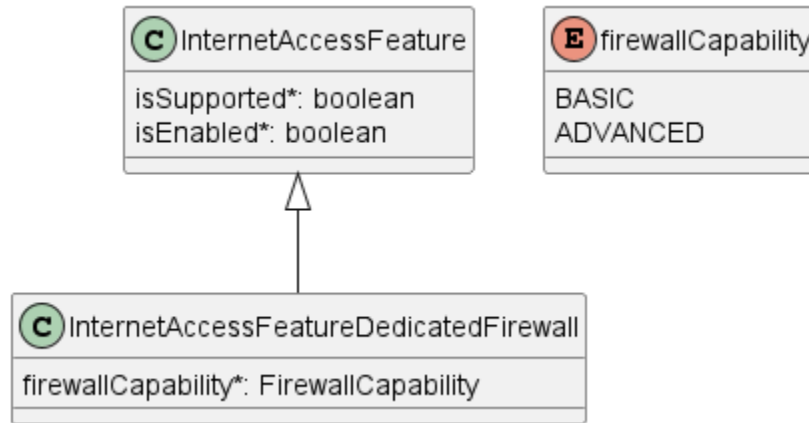 C InternetAccessFeature
isSupported*: boolean
isEnabled*: boolean
E firewallCapability
BASIC
ADVANCED
C InternetAccessFeatureDedicatedFirewall
firewallCapability*: FirewallCapability